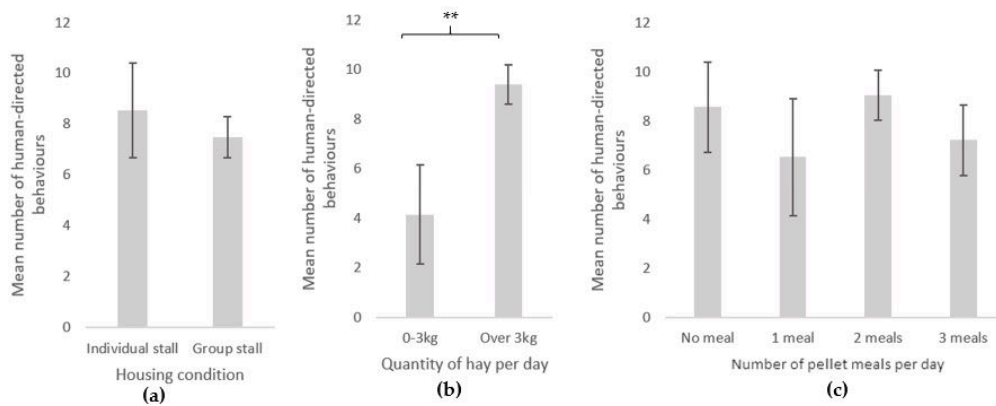 Mean number of human-directed
behaviours
12
10
8
6
4
2
0
Individual stall Group stall
Housing condition
(a)
**
Mean number of human-directed
behaviours
12
10
8
6
4
2
0
0-3kg Over 3kg
Quantity of hay per day
(b)
Mean number of human-directed
behaviours
12
10
8
6
4
2
0
No meal 1 meal 2 meals 3 meals
Number of pellet meals per day
(c)